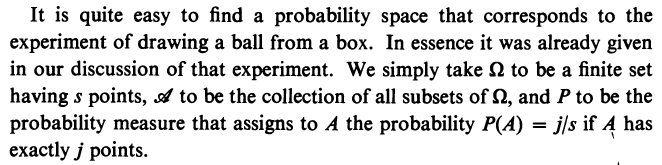 It is quite easy to find a probability space that corresponds to the
experiment of drawing a ball from a box. In essence it was already given
in our discussion of that experiment. We simply take Ω to be a finite set
having s points, 𝒜 to be the collection of all subsets of Ω, and P to be the
probability measure that assigns to A the probability P(A) = j/s if A has
exactly j points.